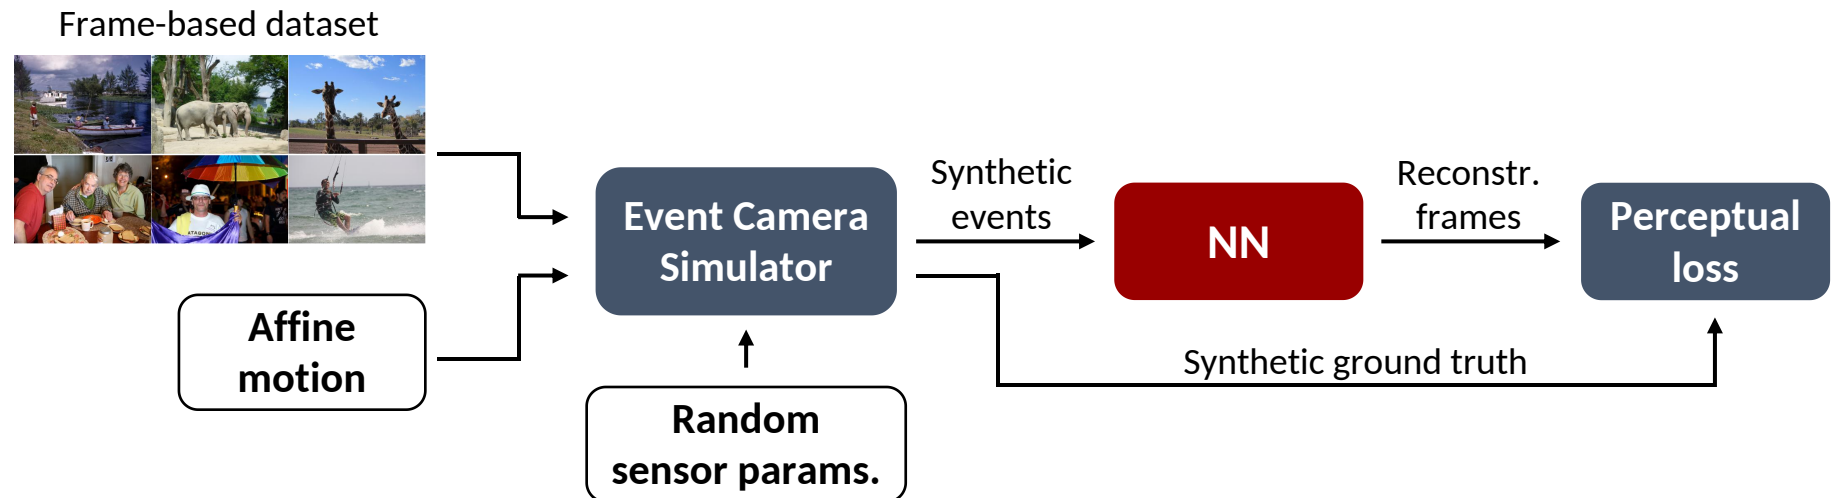 Frame-based dataset
Affine
motion
Event Camera
Simulator
Random
sensor params.
Synthetic
events
NN
Reconstr.
frames
Perceptual
loss
Synthetic ground truth